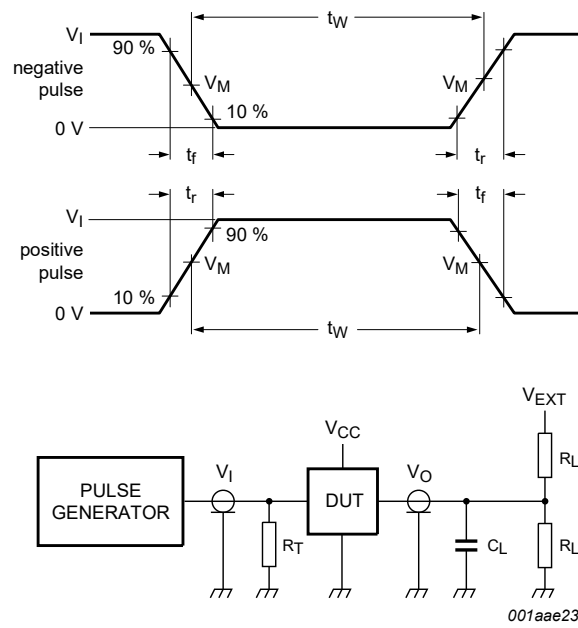 V_I
t_W
90 %
negative
pulse
V_M
V_M
10 %
0 V
t_f
t_r
t_r
t_f
V_I
90 %
positive
pulse
V_M
V_M
10 %
0 V
t_W
V_EXT
V_CC
R_L
V_I
V_O
PULSE
GENERATOR
DUT
R_T
C_L
R_L
001aae23